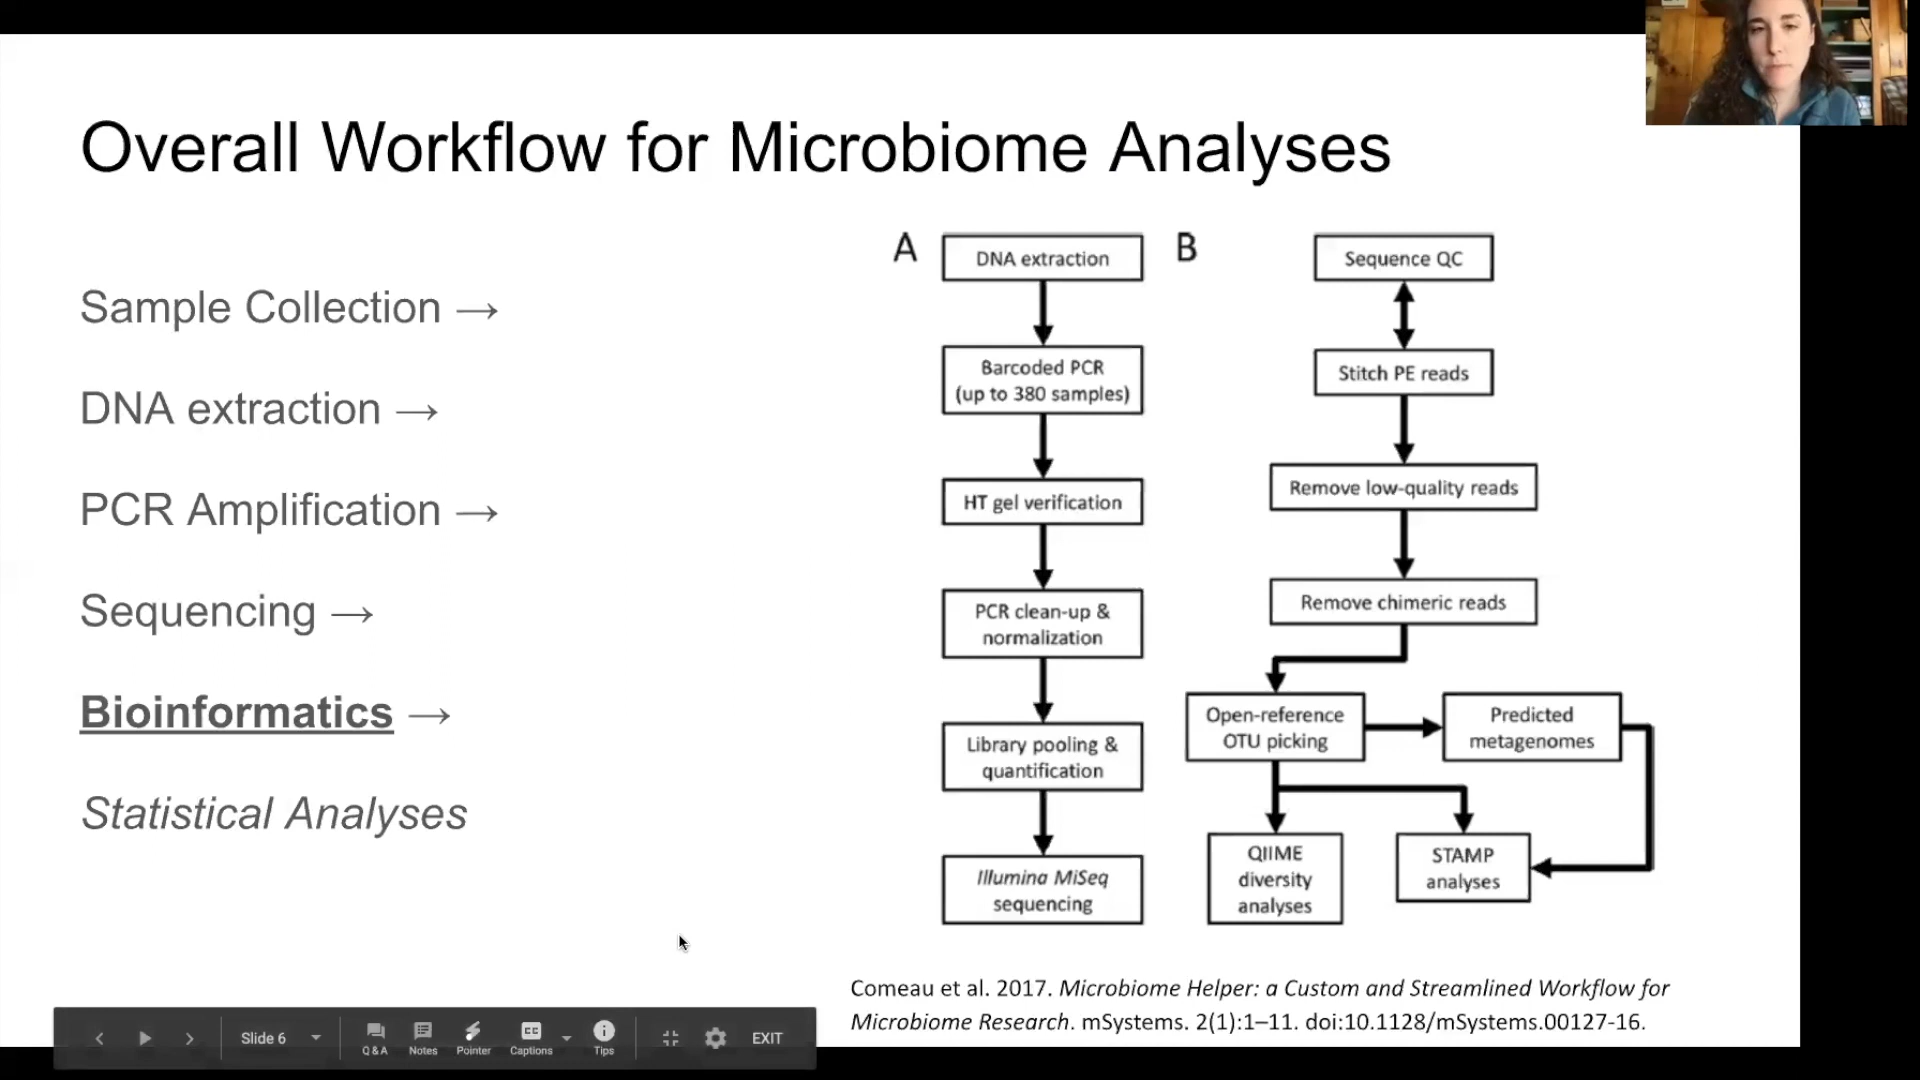 Overall Workflow for Microbiome Analyses
Sample Collection →
DNA extraction →
PCR Amplification →
Sequencing →
Bioinformatics →
Statistical Analyses
A
DNA extraction
Barcoded PCR
(up to 380 samples)
HT gel verification
PCR clean-up &
normalization
Library pooling &
quantification
Illumina MiSeq
sequencing
B
Sequence QC
Stitch PE reads
Remove low-quality reads
Remove chimeric reads
Open-reference
OTU picking
Predicted
metagenomes
QIIME
diversity
analyses
STAMP
analyses
Comeau et al. 2017. Microbiome Helper: a Custom and Streamlined Workflow for
Microbiome Research. mSystems. 2(1):1–11. doi:10.1128/mSystems.00127-16.
Slide 6
Q&A
Notes
Pointer
CC
Captions
Tips
EXIT